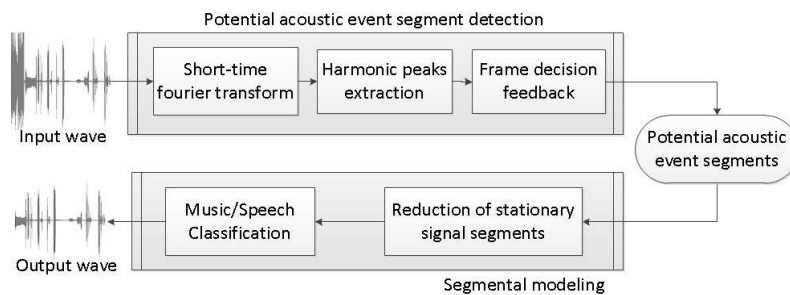 Potential acoustic event segment detection
Short-time
fourier transform
Harmonic peaks
extraction
Frame decision
feedback
Input wave
Potential acoustic
event segments
Music/Speech
Classification
Reduction of stationary
signal segments
Output wave
Segmental modeling